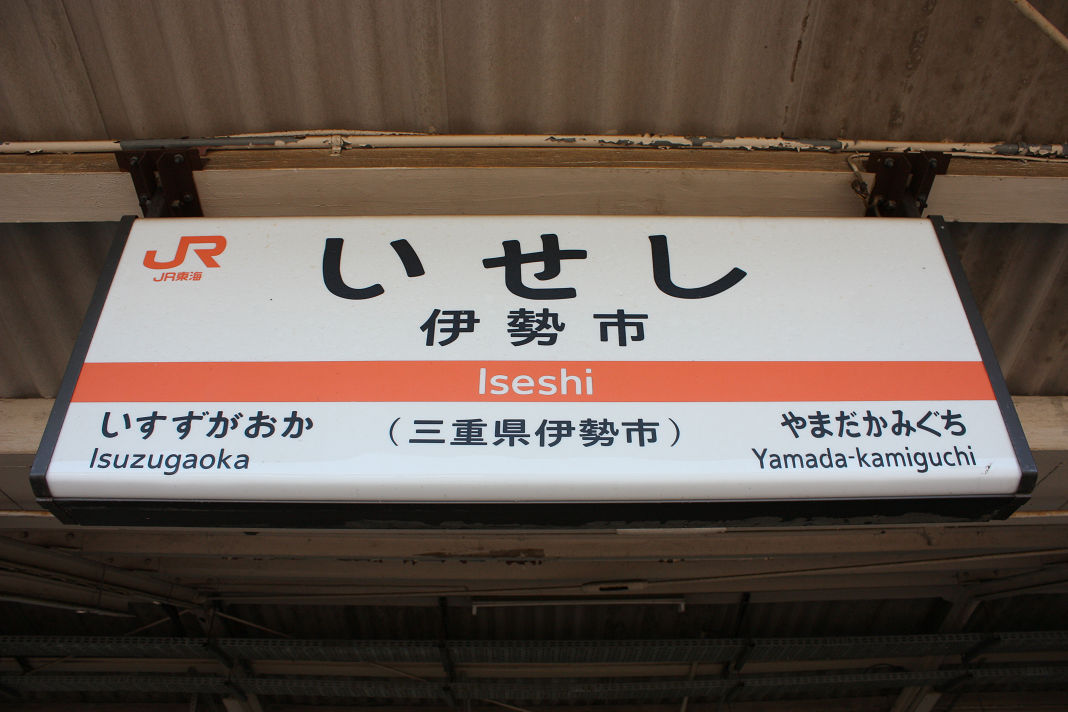 JR
JR東海
いせし
伊勢市
Iseshi
いすずがおか
Isuzugaoka
（三重県伊勢市）
やまだかみぐち
Yamada-kamiguchi